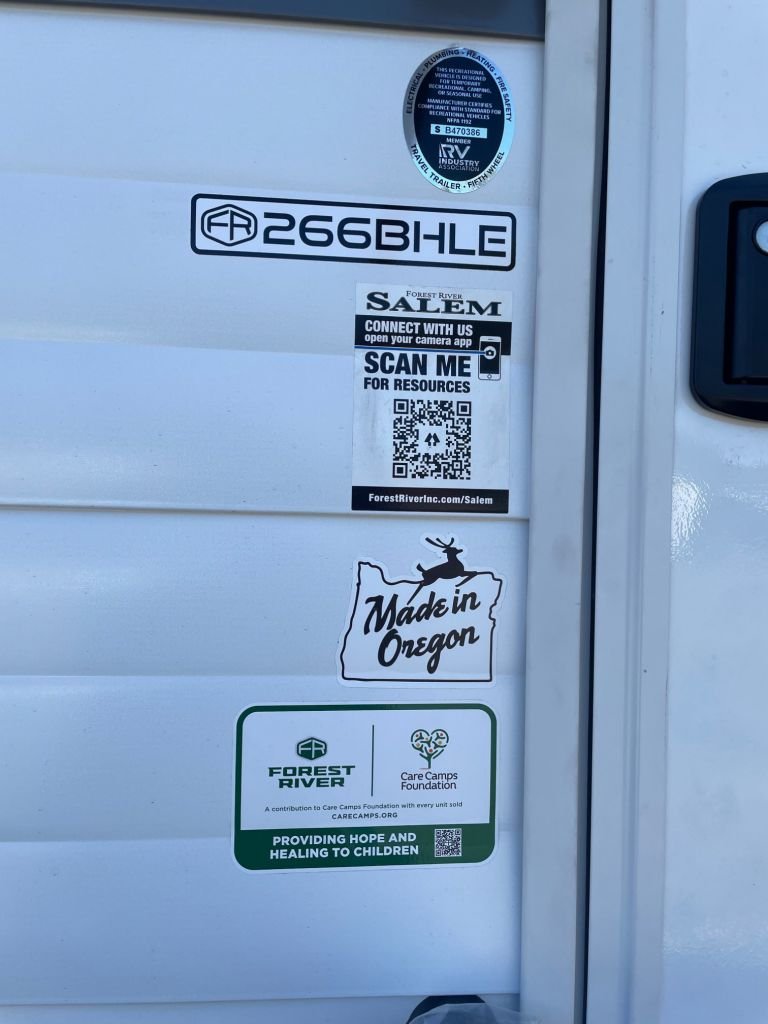 ELECTRICAL • PLUMBING • HEATING • FIRE SAFETY
THIS RECREATIONAL
VEHICLE IS DESIGNED
FOR TEMPORARY
RECREATIONAL, CAMPING,
OR SEASONAL USE
MANUFACTURER CERTIFIES
COMPLIANCE WITH STANDARD FOR
RECREATIONAL VEHICLES
NFPA 1192
S B470386
MEMBER
RV
INDUSTRY
ASSOCIATION
TRAVEL TRAILER • FIFTH WHEEL
FR 266BHLE
FOREST RIVER
SALEM
CONNECT WITH US
open your camera app
SCAN ME
FOR RESOURCES
ForestRiverInc.com/Salem
Made in
Oregon
FR
FOREST
RIVER
Care Camps
Foundation
A contribution to Care Camps Foundation with every unit sold
CARECAMPS.ORG
PROVIDING HOPE AND
HEALING TO CHILDREN